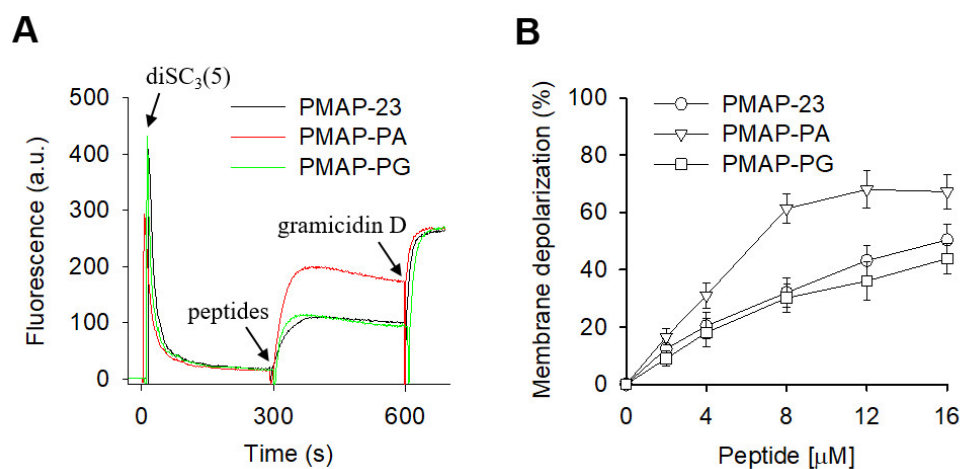 A
diSC₃(5)
500
400
300
200
100
0
Fluorescence (a.u.)
PMAP-23
PMAP-PA
PMAP-PG
gramicidin D
peptides
0
300
600
Time (s)
B
100
80
60
40
20
0
Membrane depolarization (%)
PMAP-23
PMAP-PA
PMAP-PG
0
4
8
12
16
Peptide [μM]